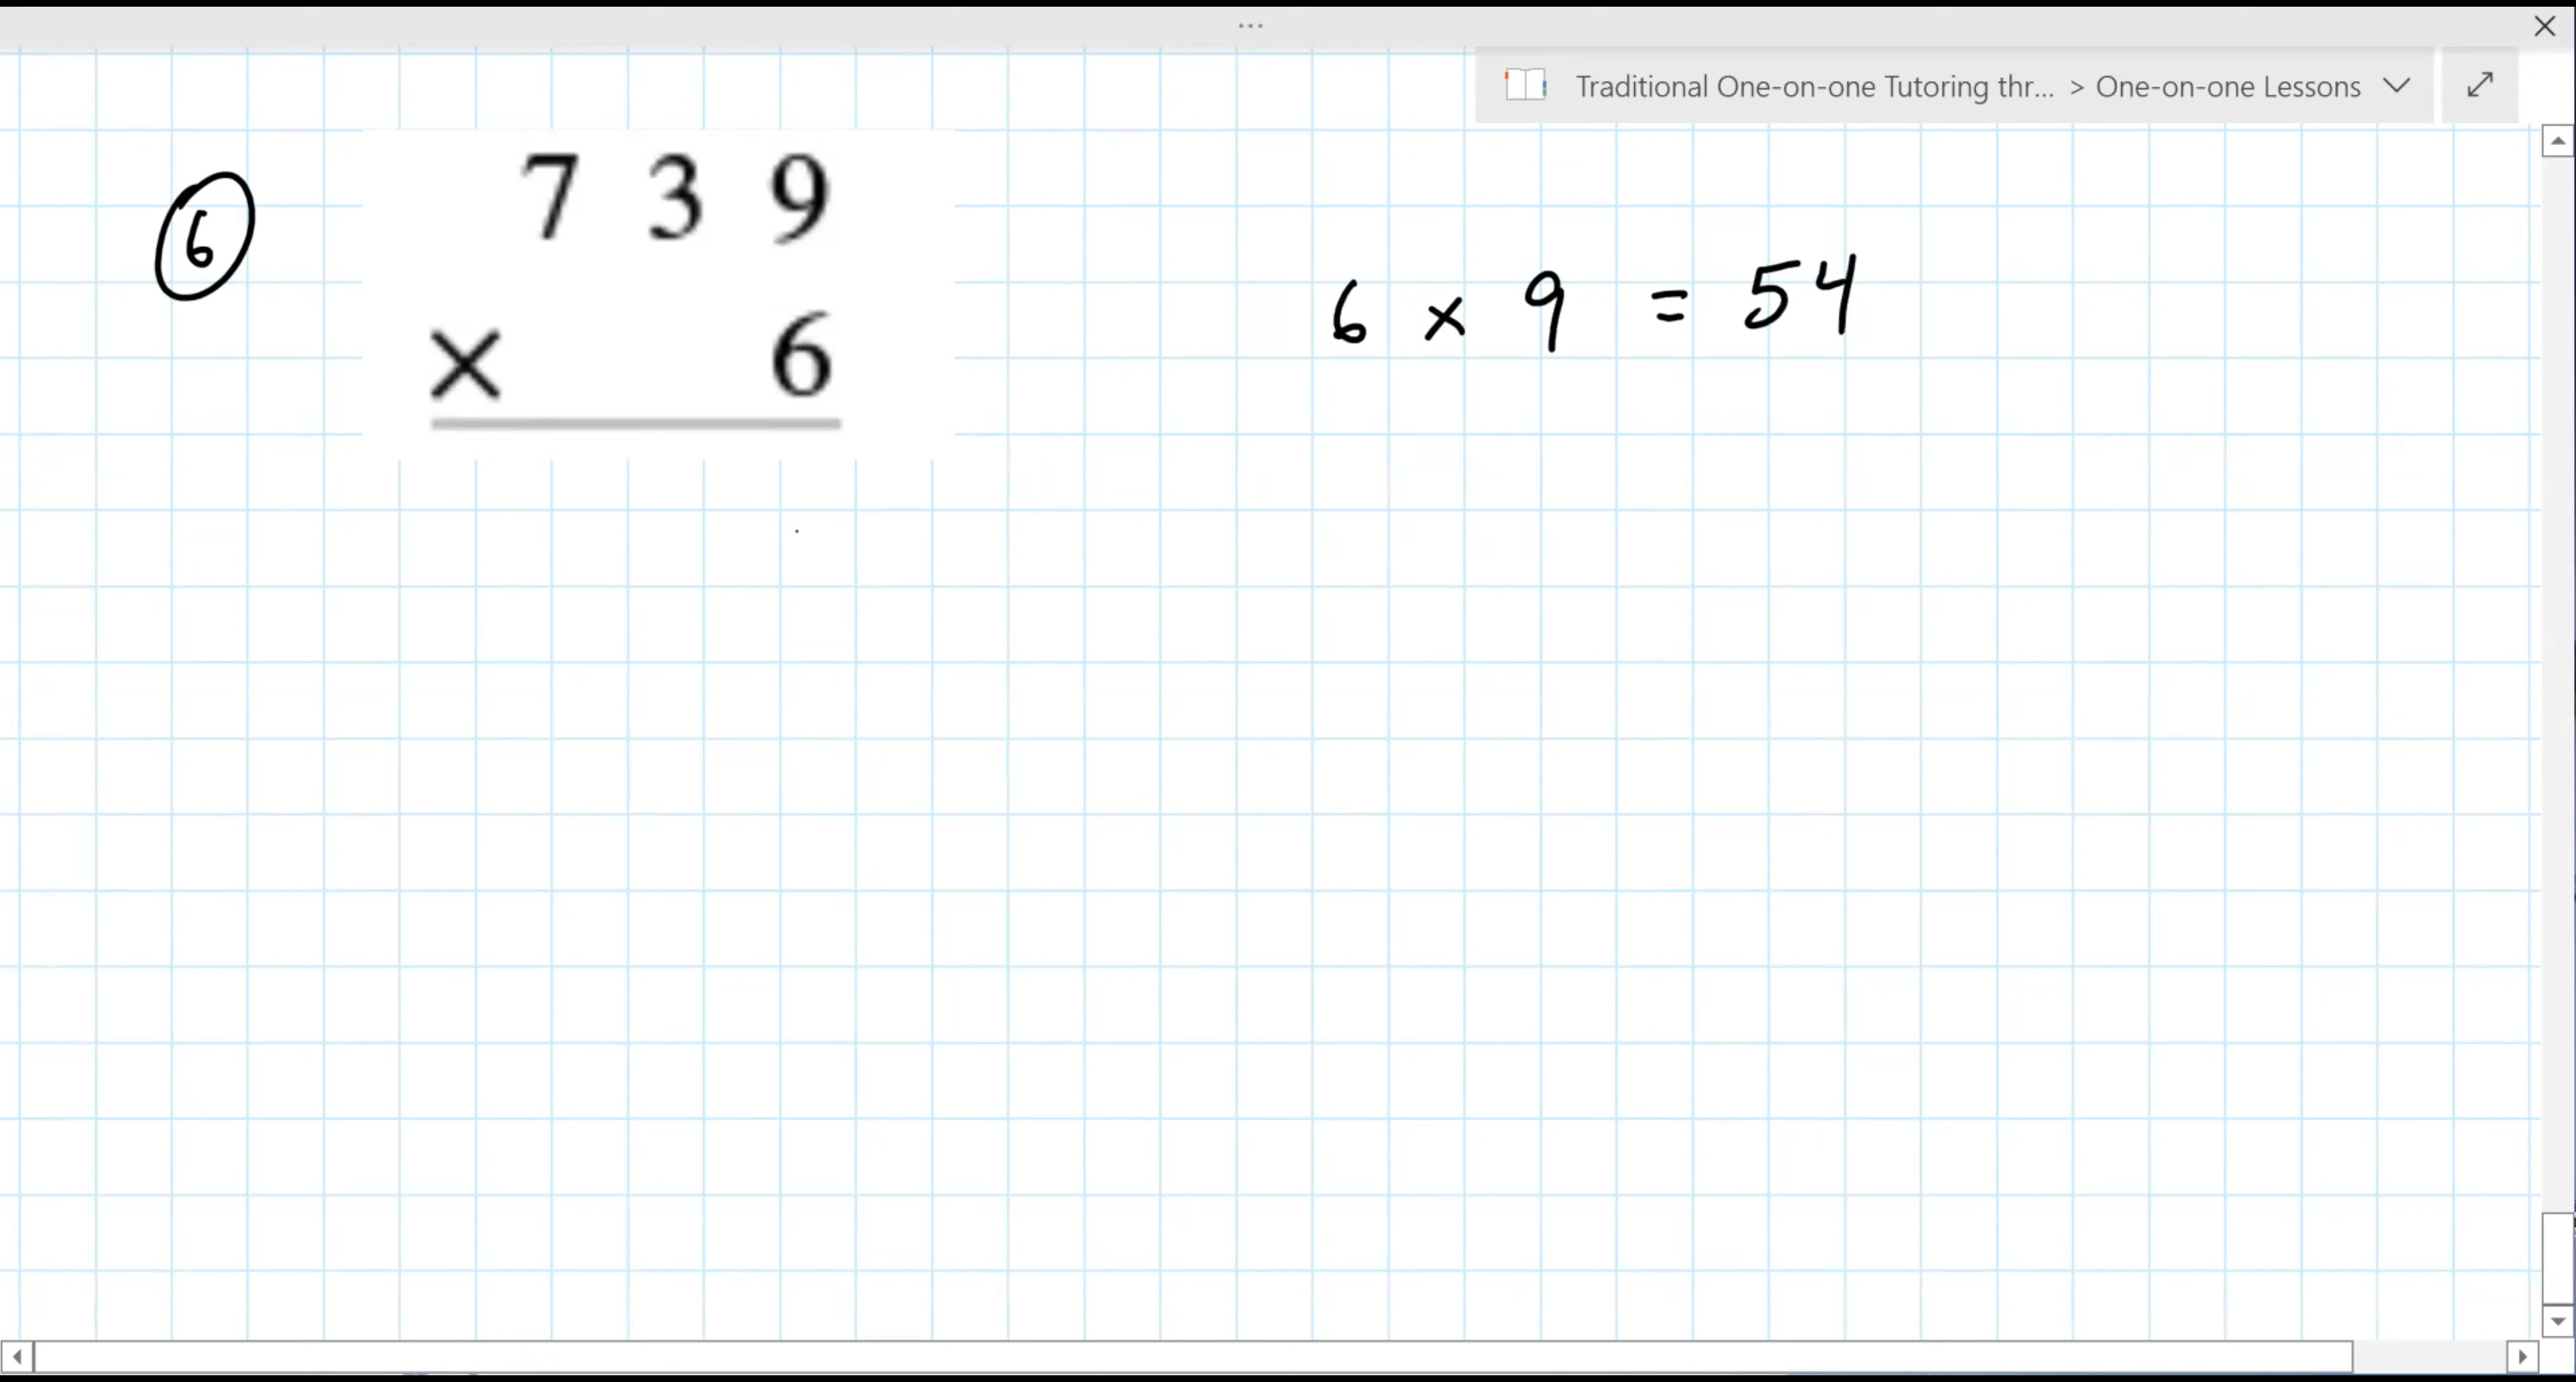 ...
Traditional One-on-one Tutoring thr... > One-on-one Lessons
6
7 3 9
× 6
6 × 9 = 54